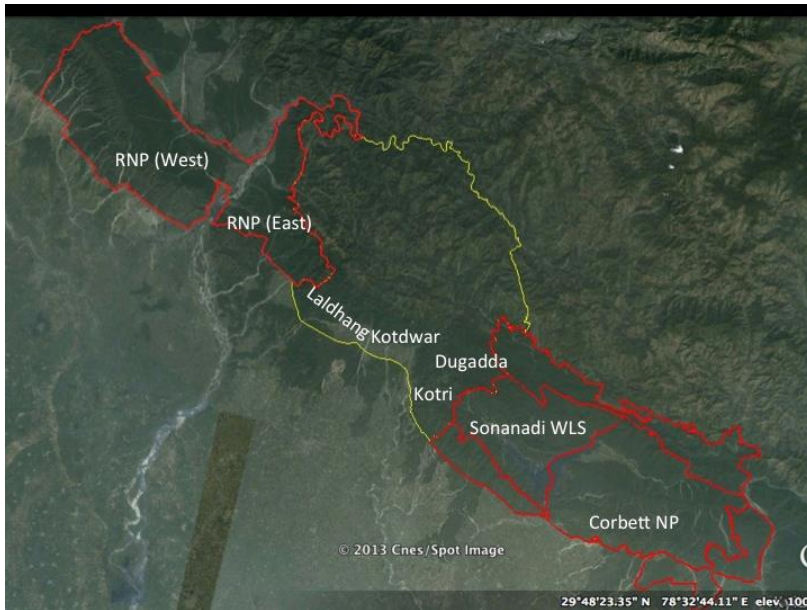 RNP (West)
RNP (East)
Laldhang
Kotdwar
Dugadda
Kotri
Sonanadi WLS
Corbett NP
© 2013 Cnes/Spot Image
29°48'23.35" N 78°32'44.11" E elev